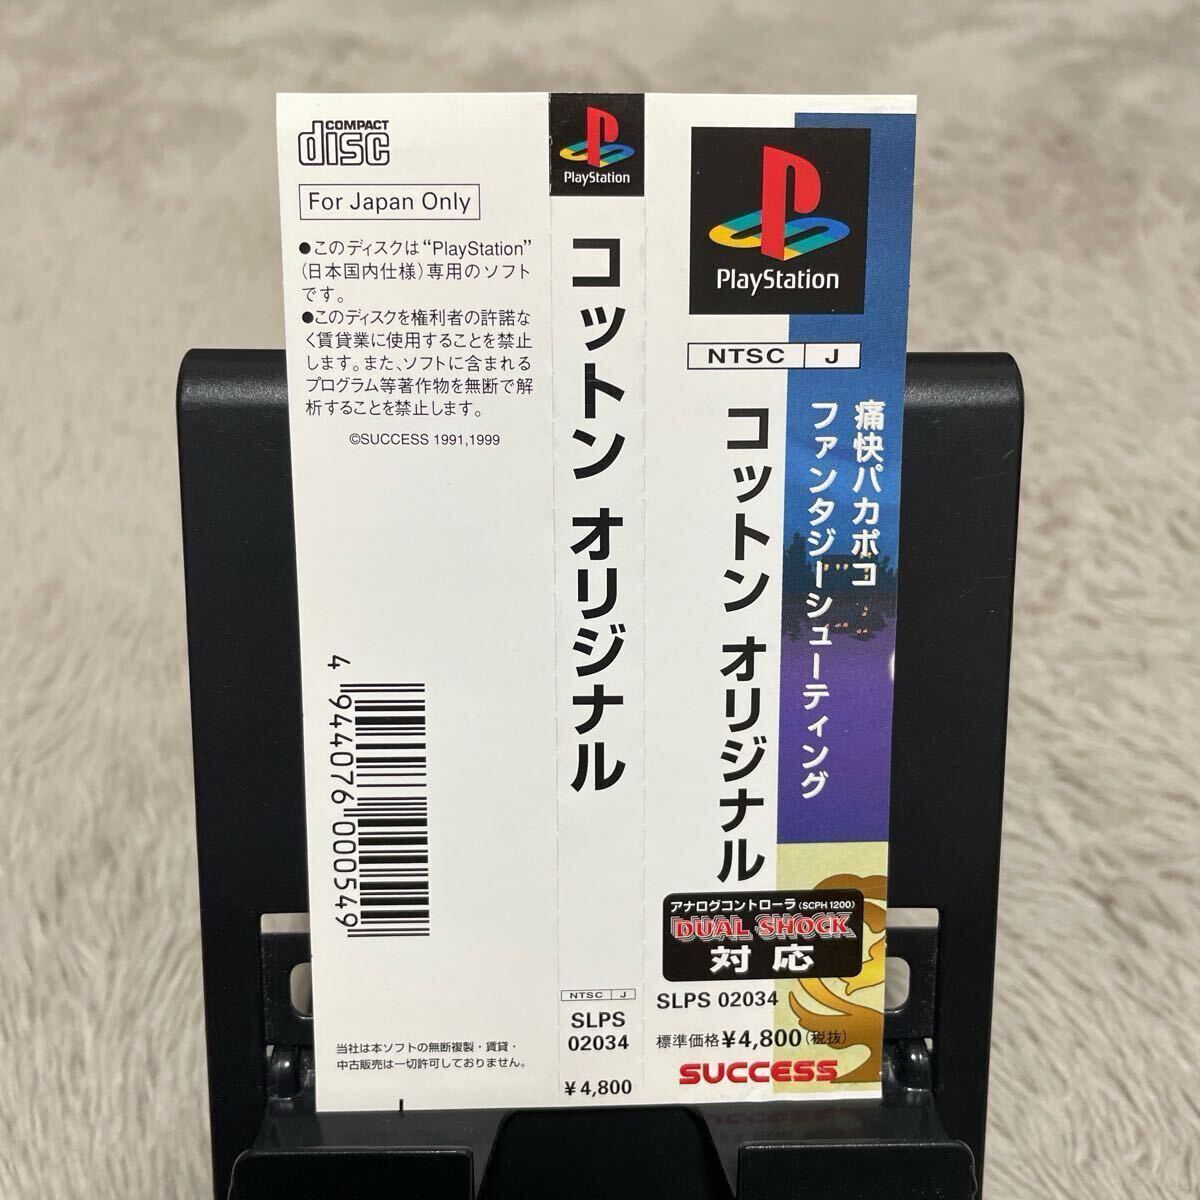 COMPACT
disc
For Japan Only
●このディスクは“PlayStation”
(日本国内仕様)専用のソフト
です。
●このディスクを権利者の許諾な
く賃貸業に使用することを禁止
します。また、ソフトに含まれる
プログラム等著作物を無断で解
析することを禁止します。
©SUCCESS 1991,1999
4 944076 000549
当社は本ソフトの無断複製・賃貸・
中古販売は一切許可しておりません。
PlayStation
コットン オリジナル
NTSC J
SLPS
02034
¥4,800
PlayStation
NTSC J
痛快パカポコ
ファンタジーシューティング
コットン オリジナル
アナログコントローラ(SCPH 1200)
DUAL SHOCK
対応
SLPS 02034
標準価格¥4,800(税抜)
SUCCESS